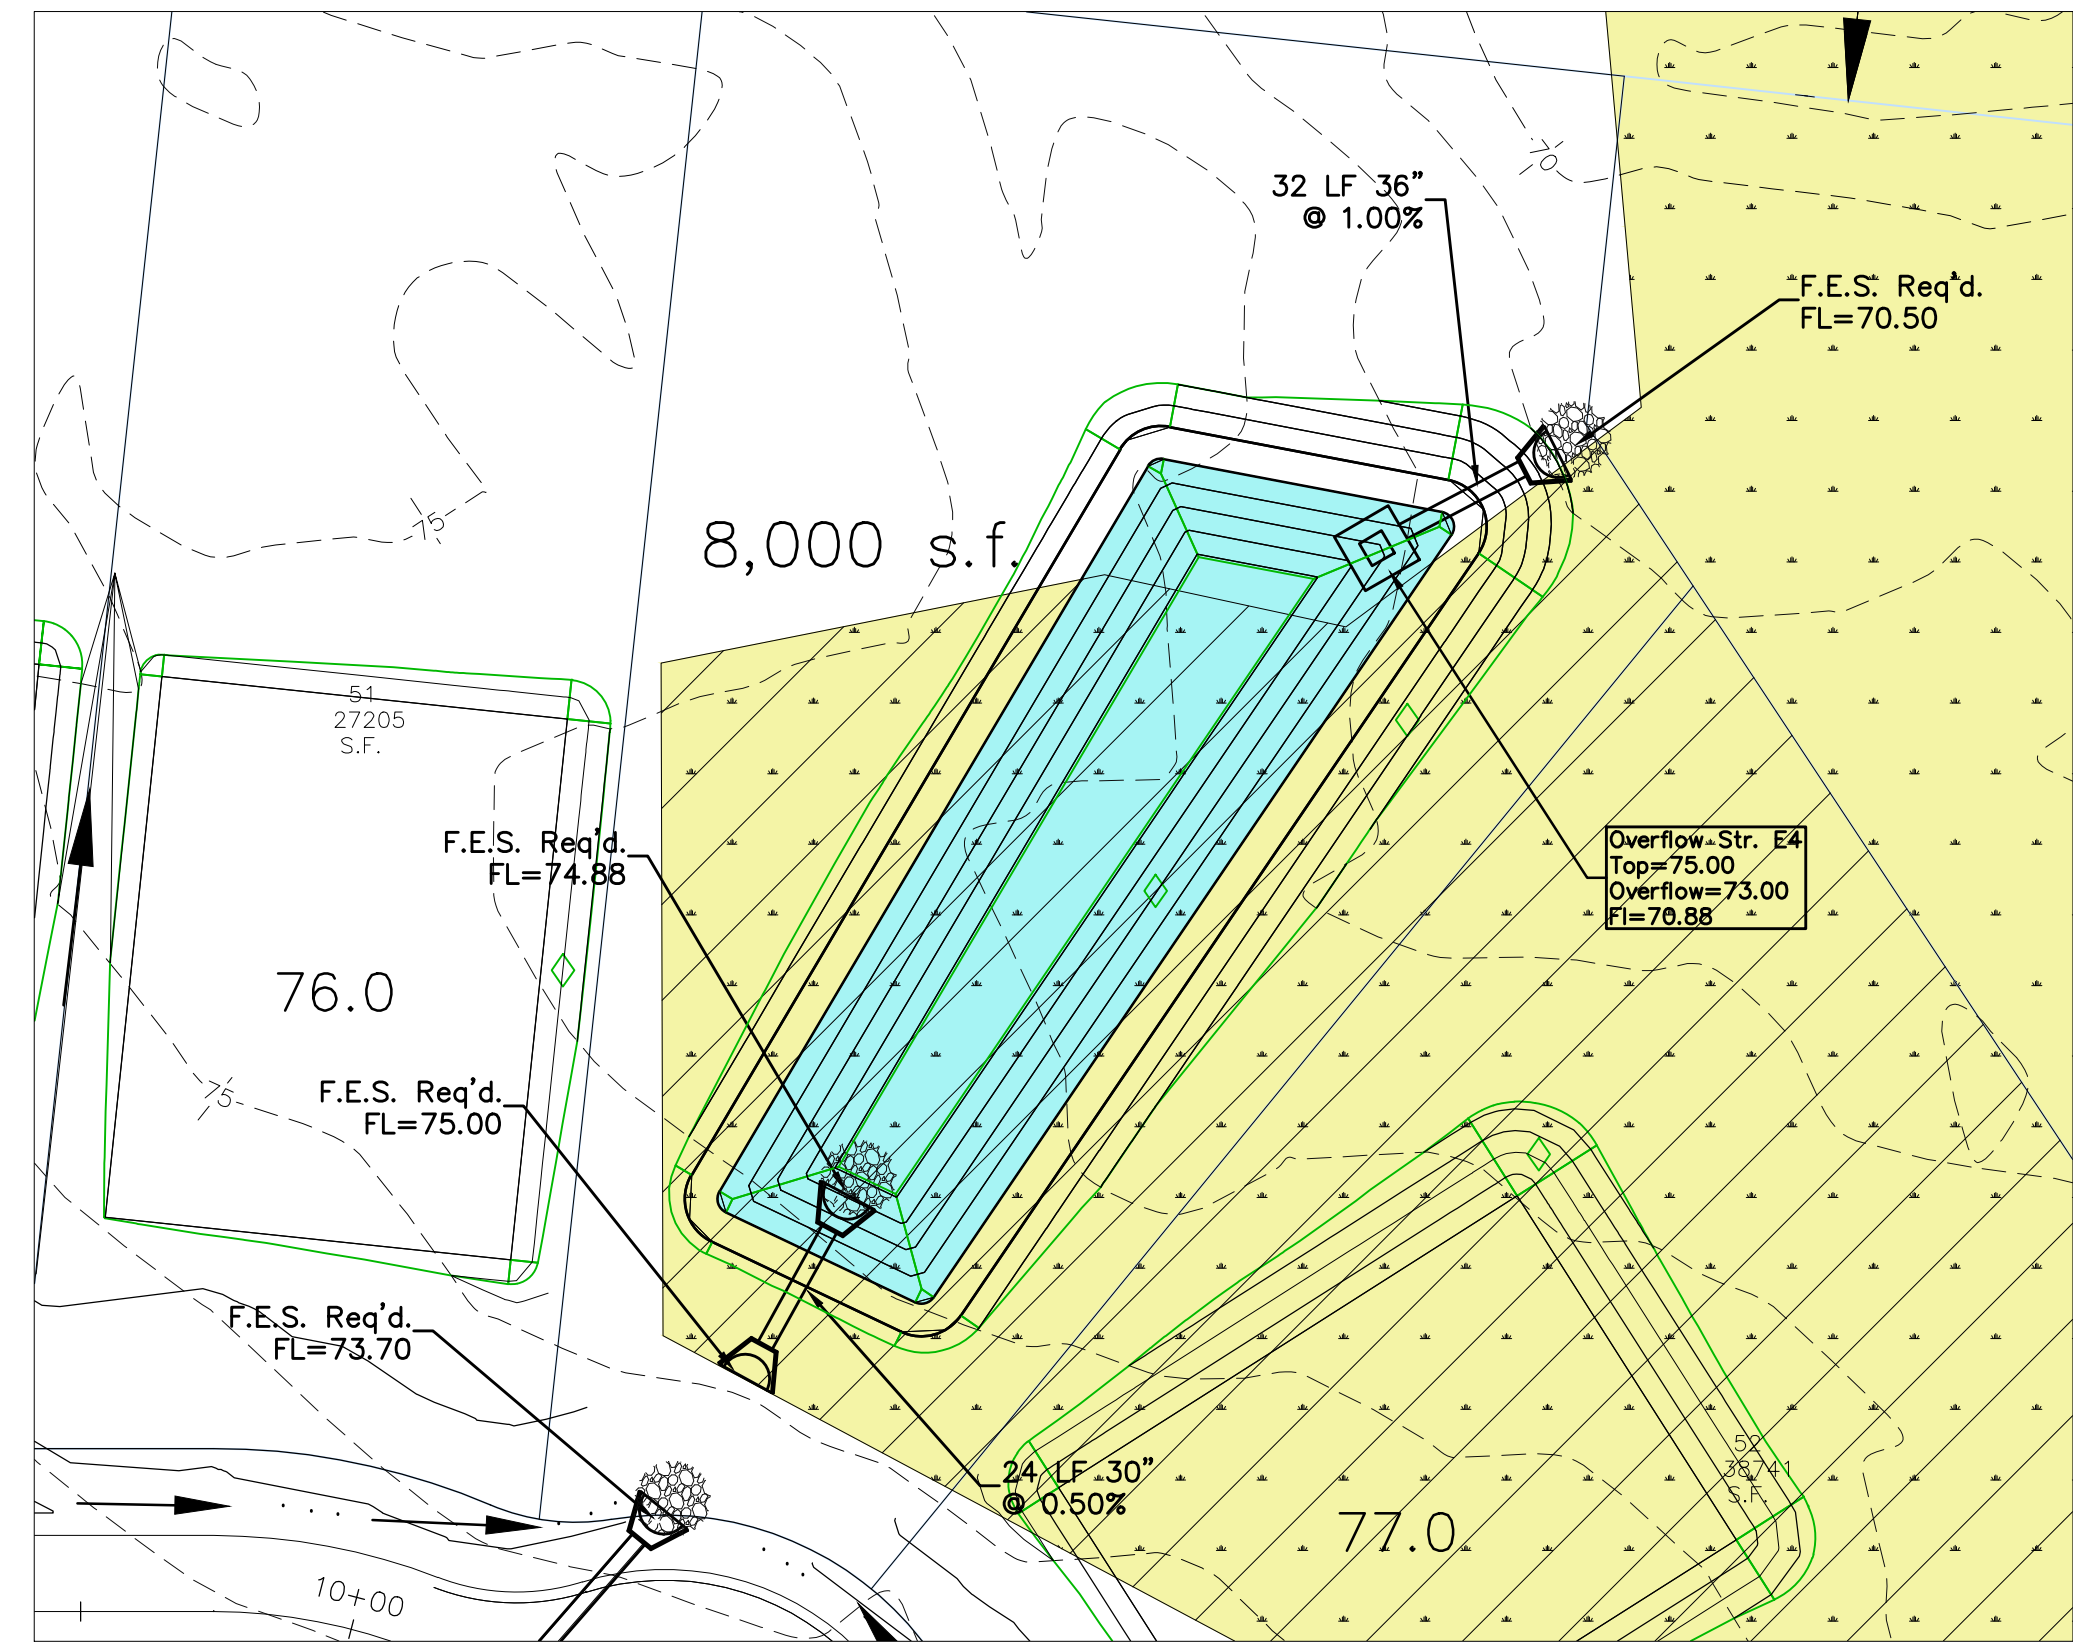 70
32 LF 36”
@ 1.00%
F.E.S. Req'd.
FL=70.50
75
8,000 s.f.
51
27205
S.F.
F.E.S. Req'd.
FL=74.88
Overflow Str. E4
Top=75.00
Overflow=73.00
Fl=70.88
76.0
75
F.E.S. Req'd.
FL=75.00
F.E.S. Req'd.
FL=73.70
24 LF 30”
@ 0.50%
52
38741
S.F.
77.0
10+00